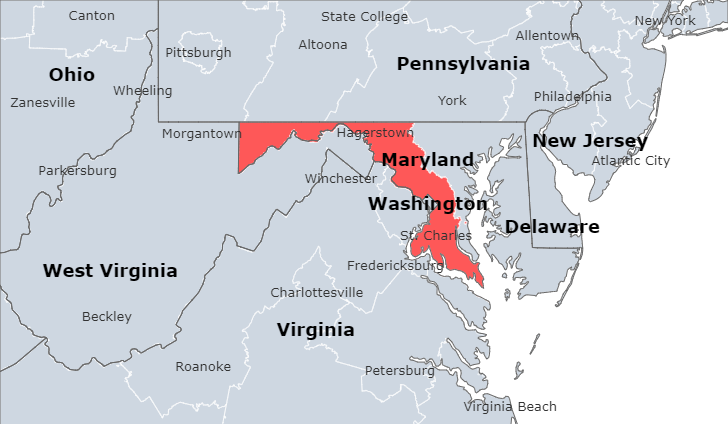 Canton
State College
New York
Pittsburgh
Altoona
Allentown
Ohio
Pennsylvania
Wheeling
Zanesville
York
Philadelphia
Morgantown
Hagerstown
New Jersey
Maryland
Atlantic City
Parkersburg
Winchester
Washington
Delaware
St. Charles
West Virginia
Fredericksburg
Charlottesville
Beckley
Virginia
Roanoke
Petersburg
Virginia Beach